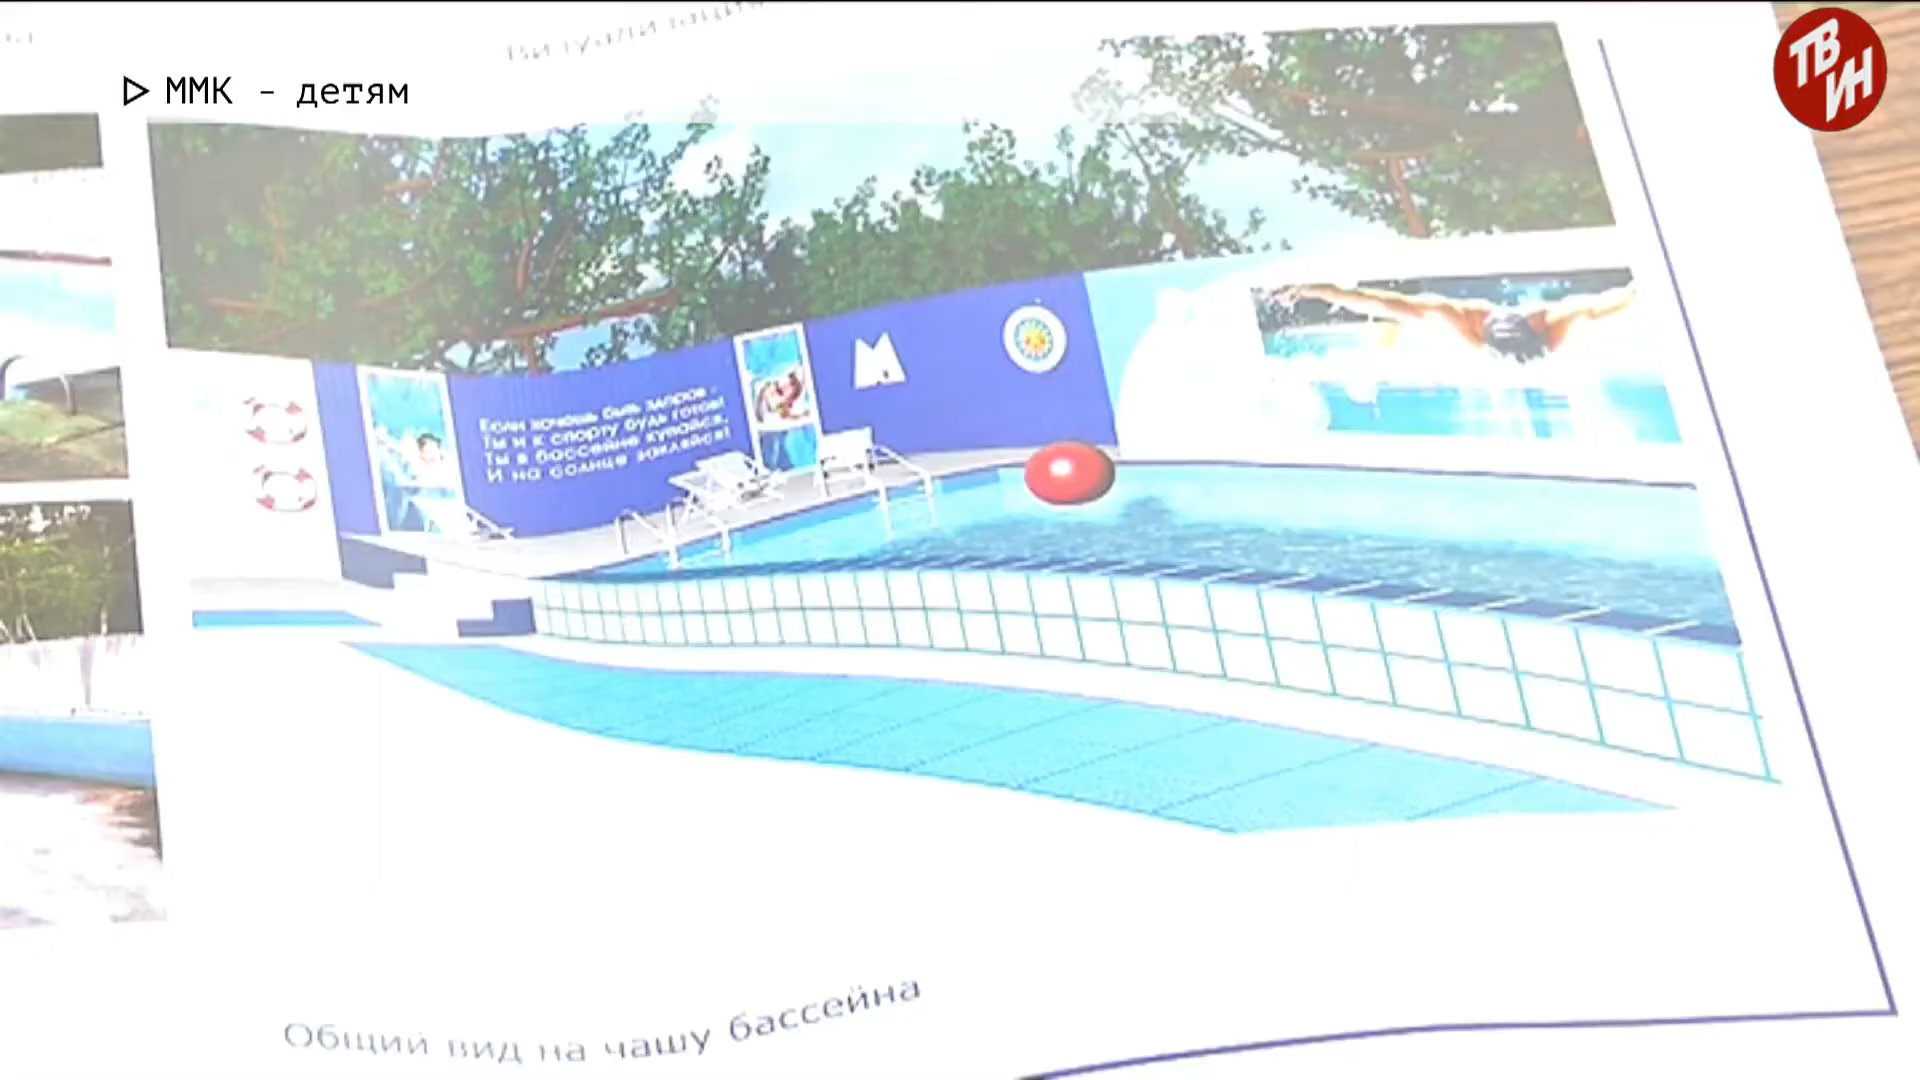 ММК - детям
ТВ
ИН
Если хочешь быть здоров -
Ты и к спорту будь готов!
Ты в бассейне купайся,
И на солнце закаляйся!
Общий вид на чашу бассейна